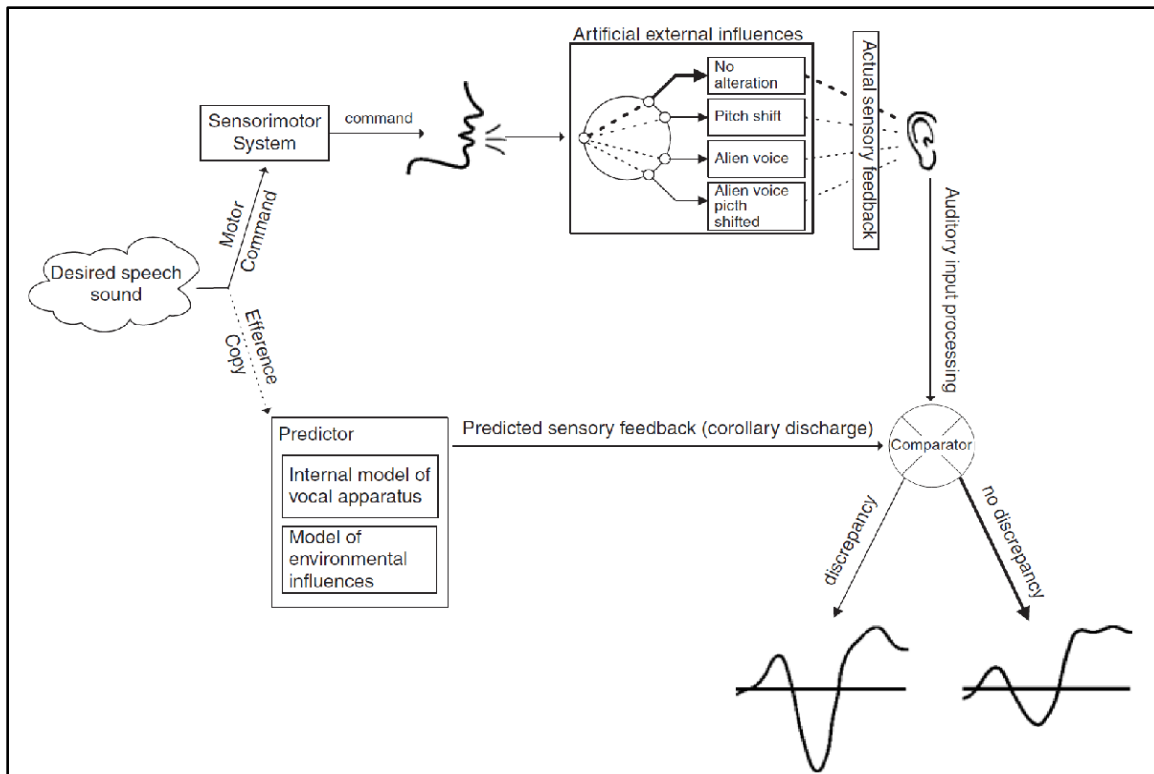 Artificial external influences
No
alteration
Pitch shift
Alien voice
Alien voice
picth
shifted
Actual sensory feedback
Sensorimotor
System
command
Motor
Command
Desired speech
sound
Efference
Copy
Auditory input processing
Predictor
Internal model of
vocal apparatus
Model of
environmental
influences
Predicted sensory feedback (corollary discharge)
Comparator
discrepancy
no discrepancy